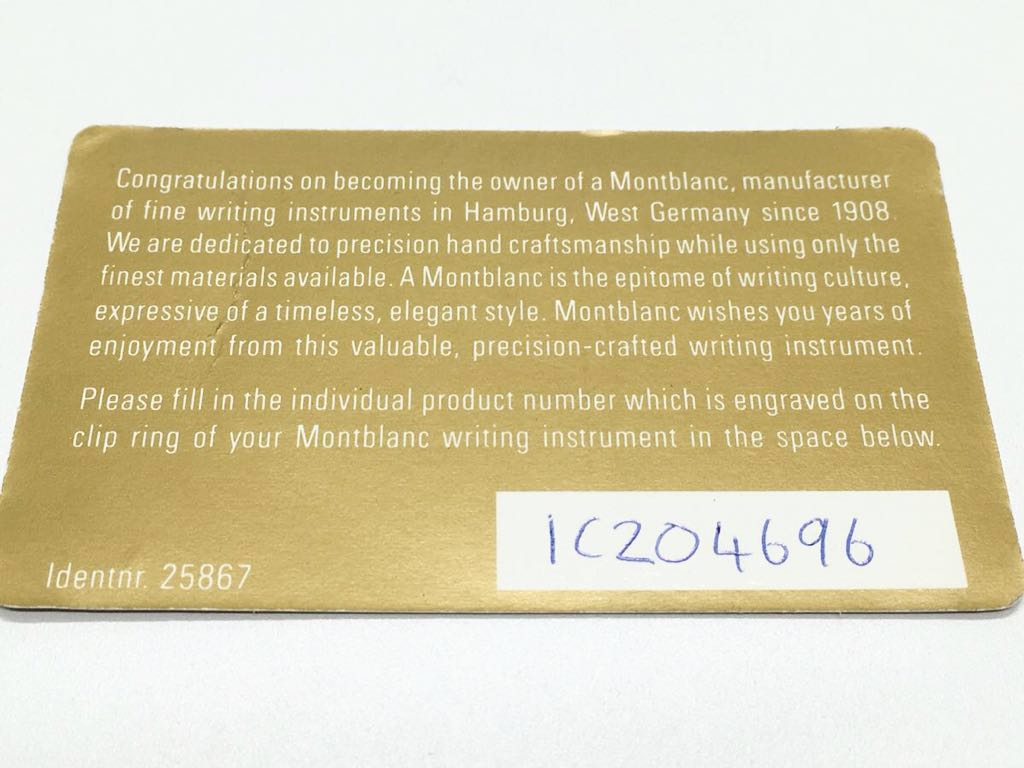 Congratulations on becoming the owner of a Montblanc, manufacturer
of fine writing instruments in Hamburg, West Germany since 1908.
We are dedicated to precision hand craftsmanship while using only the
finest materials available. A Montblanc is the epitome of writing culture,
expressive of a timeless, elegant style. Montblanc wishes you years of
enjoyment from this valuable, precision-crafted writing instrument.
Please fill in the individual product number which is engraved on the
clip ring of your Montblanc writing instrument in the space below.
IC204696
Identnr. 25867